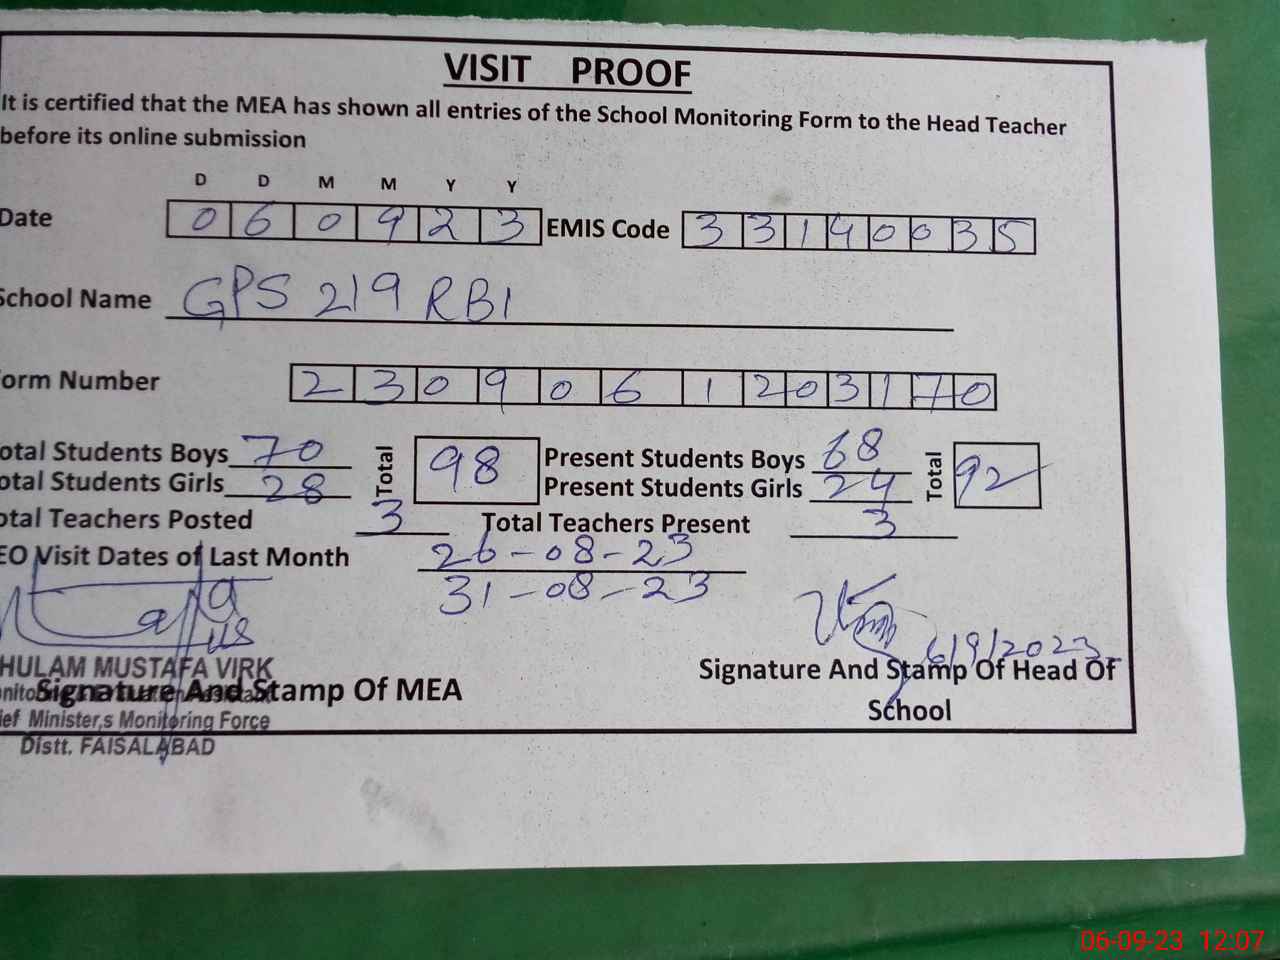 VISIT PROOF
It is certified that the MEA has shown all entries of the School Monitoring Form to the Head Teacher
before its online submission
D D M M Y Y
Date 0 6 0 9 2 3 EMIS Code 3 3 1 4 0 0 3 5
School Name GPS 219 RB1
orm Number 2 3 0 9 0 6 1 2 0 3 1 7 0
otal Students Boys 70 Total 98 Present Students Boys 68 Total 92
otal Students Girls 28 Present Students Girls 24
otal Teachers Posted 3 Total Teachers Present 3
EO Visit Dates of Last Month 26-08-23
31-08-23
6/9/2023
HULAM MUSTAFA VIRK
Signature And Stamp Of MEA
Signature And Stamp Of Head Of
School
ief Minister,s Monitoring Force
Distt. FAISALABAD
06-09-23 12:07